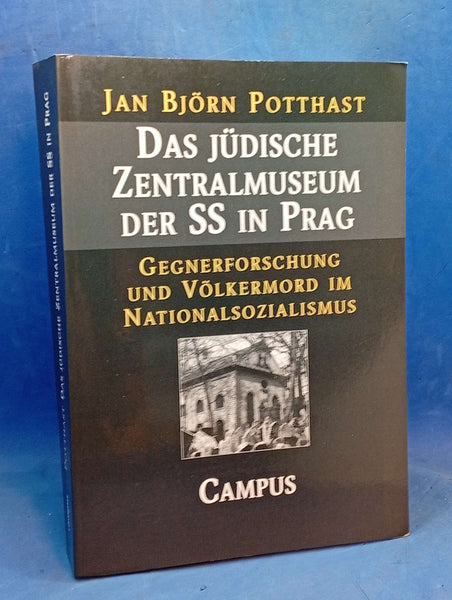 JAN BJÖRN POTTHAST
DAS JÜDISCHE
ZENTRALMUSEUM
DER SS IN PRAG
GEGNERFORSCHUNG
UND VÖLKERMORD IM
NATIONALSOZIALISMUS
CAMPUS
POTTHAST DAS JÜDISCHE ZENTRALMUSEUM DER SS IN PRAG